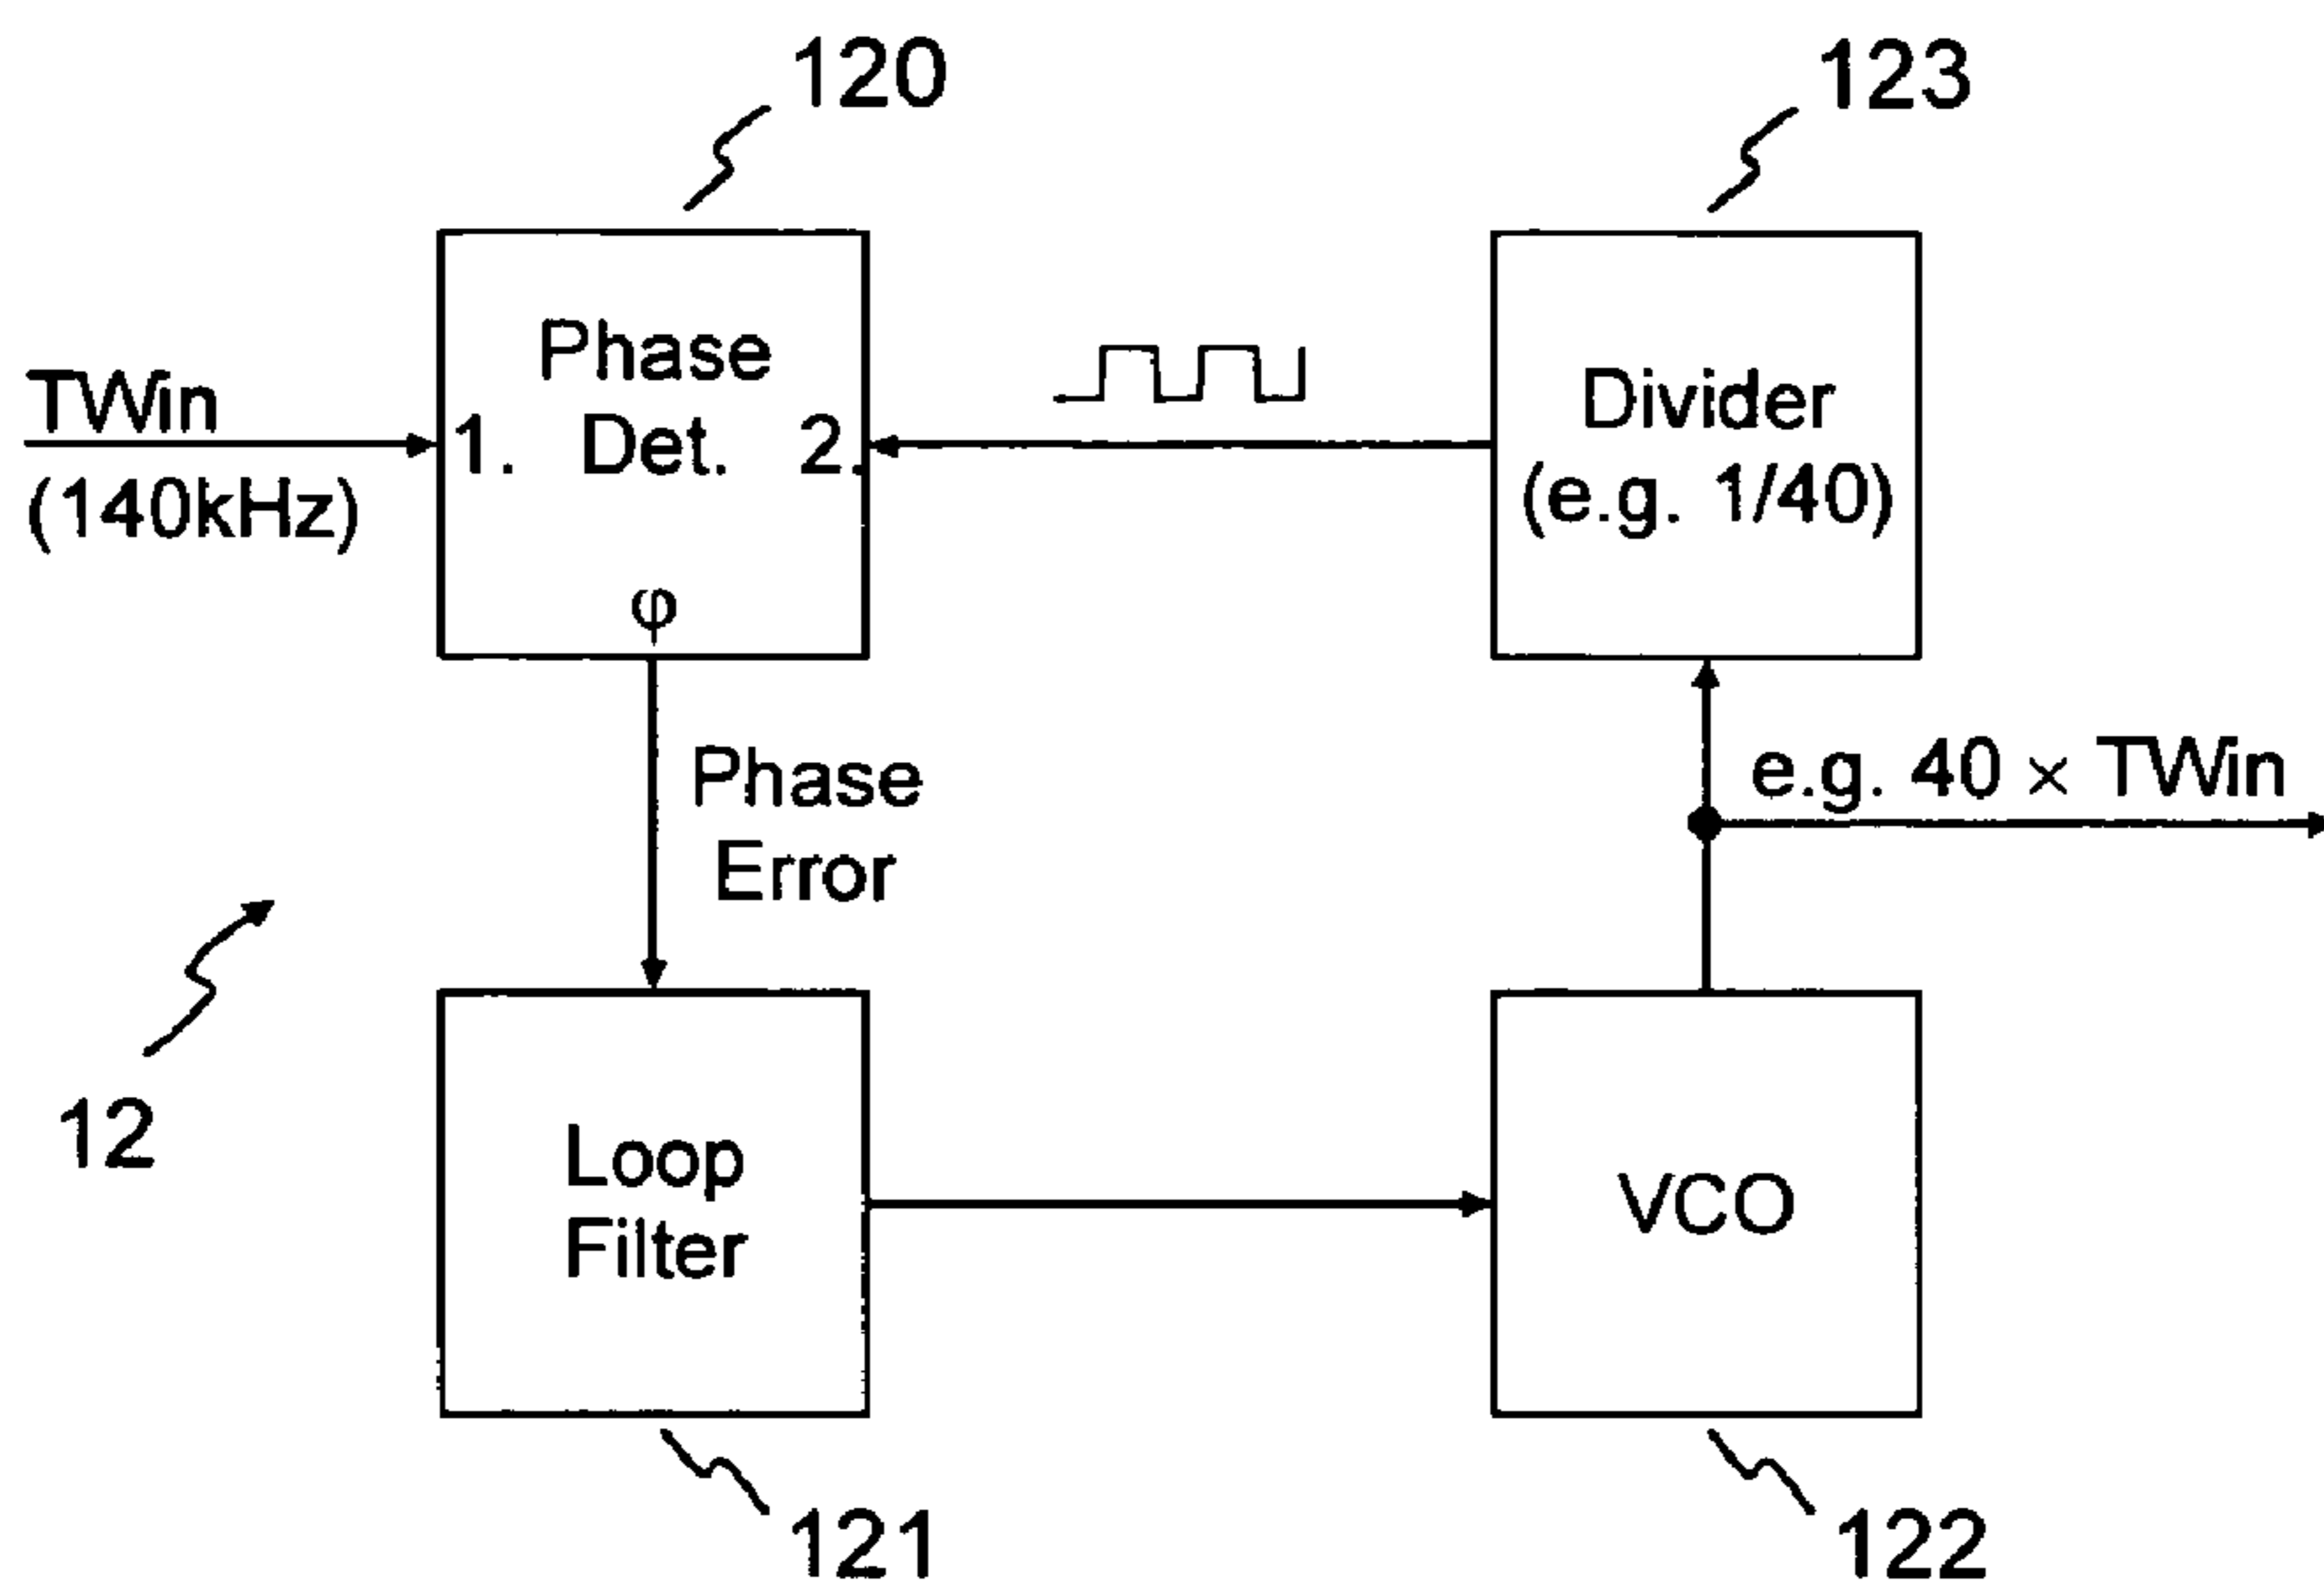 120
123
TWin
(140kHz)
Phase
1. Det. 2.
φ
Divider
(e.g. 1/40)
Phase
Error
e.g. 40 × TWin
12
Loop
Filter
VCO
121
122